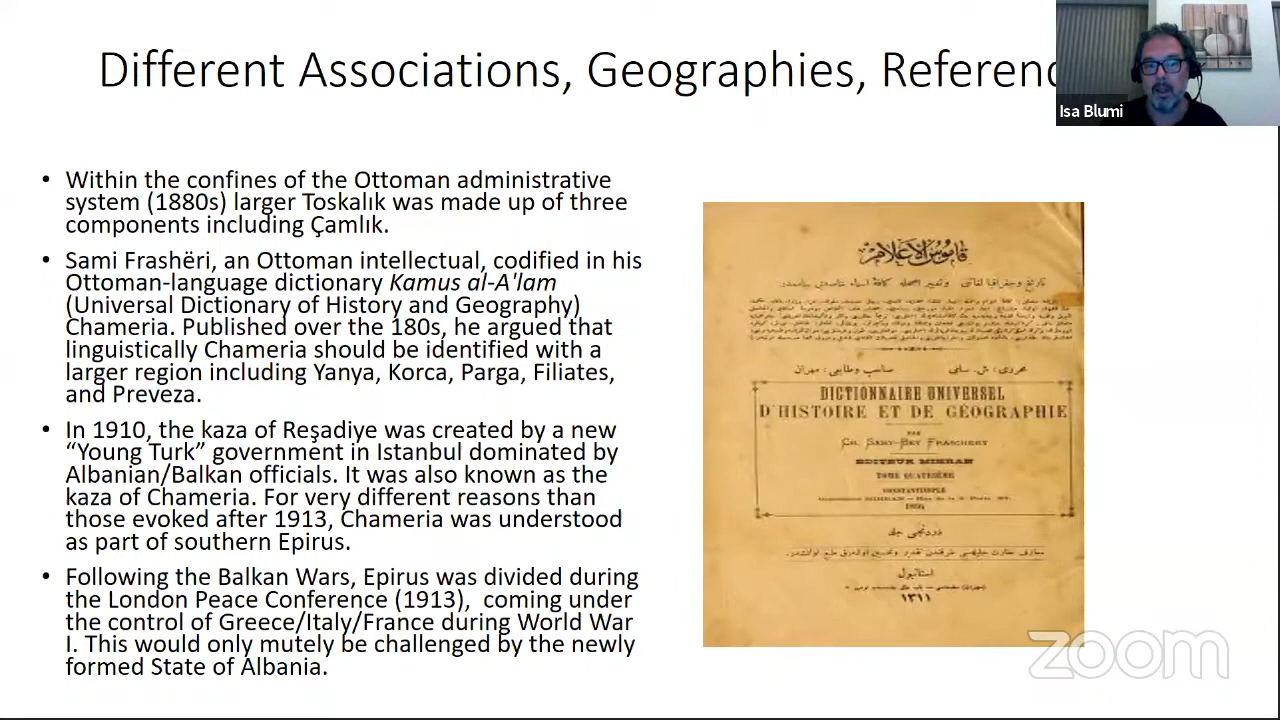 Different Associations, Geographies, Referenc
Isa Blumi
• Within the confines of the Ottoman administrative
system (1880s) larger Toskalık was made up of three
components including Çamlık.
• Sami Frashëri, an Ottoman intellectual, codified in his
Ottoman-language dictionary Kamus al-A'lam
(Universal Dictionary of History and Geography)
Chameria. Published over the 180s, he argued that
linguistically Chameria should be identified with a
larger region including Yanya, Korca, Parga, Filiates,
and Preveza.
• In 1910, the kaza of Reşadiye was created by a new
“Young Turk” government in Istanbul dominated by
Albanian/Balkan officials. It was also known as the
kaza of Chameria. For very different reasons than
those evoked after 1913, Chameria was understood
as part of southern Epirus.
• Following the Balkan Wars, Epirus was divided during
the London Peace Conference (1913), coming under
the control of Greece/Italy/France during World War
I. This would only mutely be challenged by the newly
formed State of Albania.
قاموس الاعلام
DICTIONNAIRE UNIVERSEL
D'HISTOIRE ET DE GÉOGRAPHIE
PAR
CH. SAMY-BEY FRASCHERY
EDITEUR MIHRAN
TOME QUATRIÈME
CONSTANTINOPLE
دردنجی جلد
استانبول
١٣١١
zoom